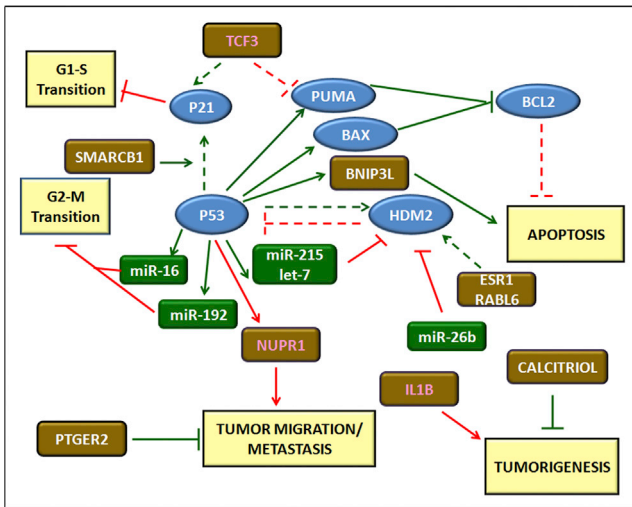 TCF3
G1-S
Transition
P21
PUMA
BCL2
BAX
SMARCB1
BNIP3L
G2-M
Transition
P53
HDM2
APOPTOSIS
miR-16
miR-215
let-7
ESR1
RABL6
miR-192
NUPR1
miR-26b
IL1B
CALCITRIOL
PTGER2
TUMOR MIGRATION/
METASTASIS
TUMORIGENESIS